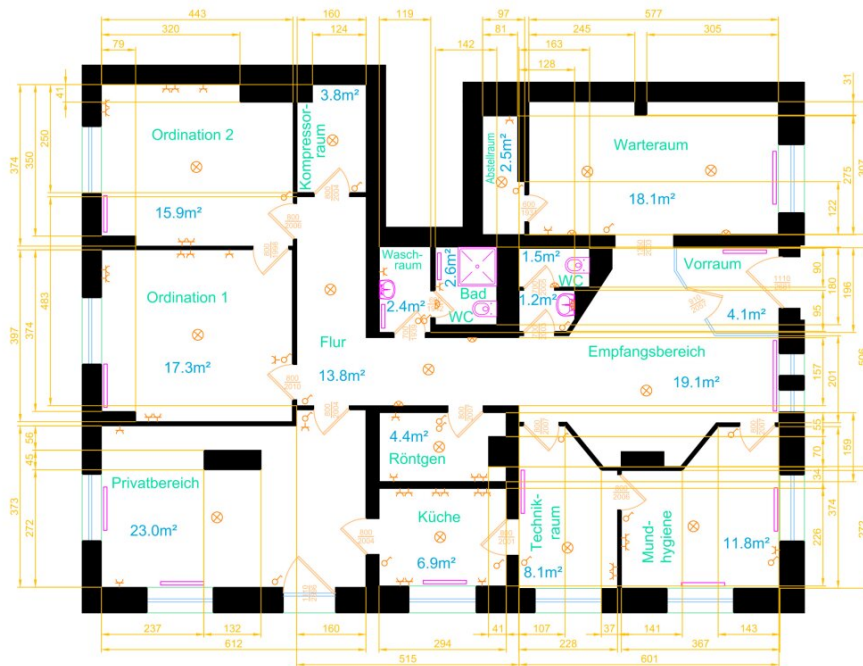 443
160
119
97
577
320
124
81
245
305
79
142
163
128
41
31
3.8m²
Ordination 2
Kompressor-
raum
Abstellraum
2.5m²
Warteraum
374
350
250
275
307
15.9m²
18.1m²
122
Wasch-
raum
2.6m²
1.5m²
WC
Vorraum
90
180
196
Ordination 1
2.4m²
Bad
WC
1.2m²
4.1m²
95
397
374
483
Flur
Empfangsbereich
17.3m²
13.8m²
19.1m²
157
201
506
4.4m²
Röntgen
56
45
55
70
34
159
Privatbereich
Küche
Technik-
raum
Mund-
hygiene
373
272
23.0m²
6.9m²
8.1m²
11.8m²
226
374
273
237
132
41
107
37
141
143
612
160
294
228
367
515
601